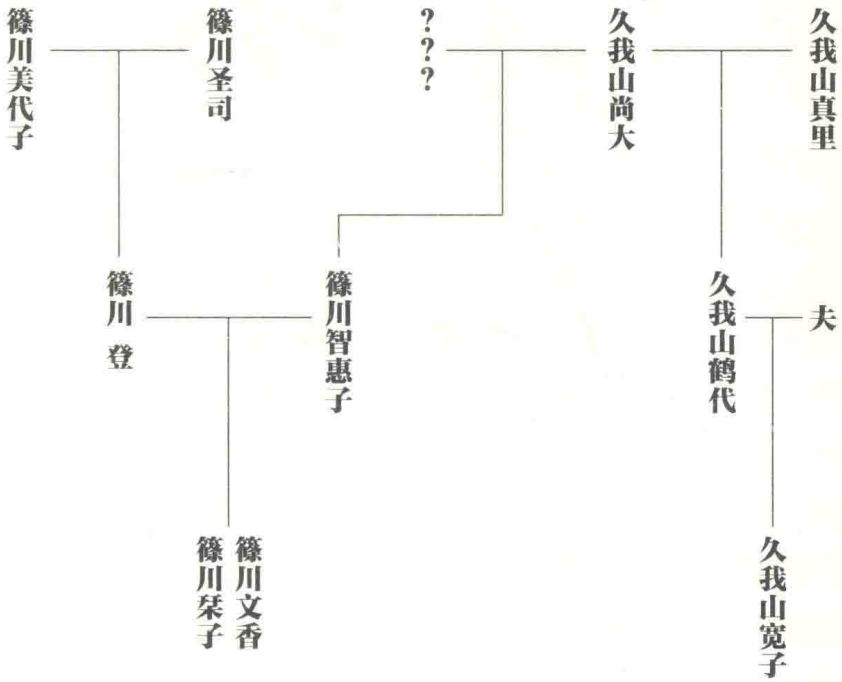 久我山真里
久我山尚大
???
篠川圣司
篠川美代子
夫
久我山鹤代
篠川智惠子
篠川 登
久我山宽子
篠川文香
篠川栞子